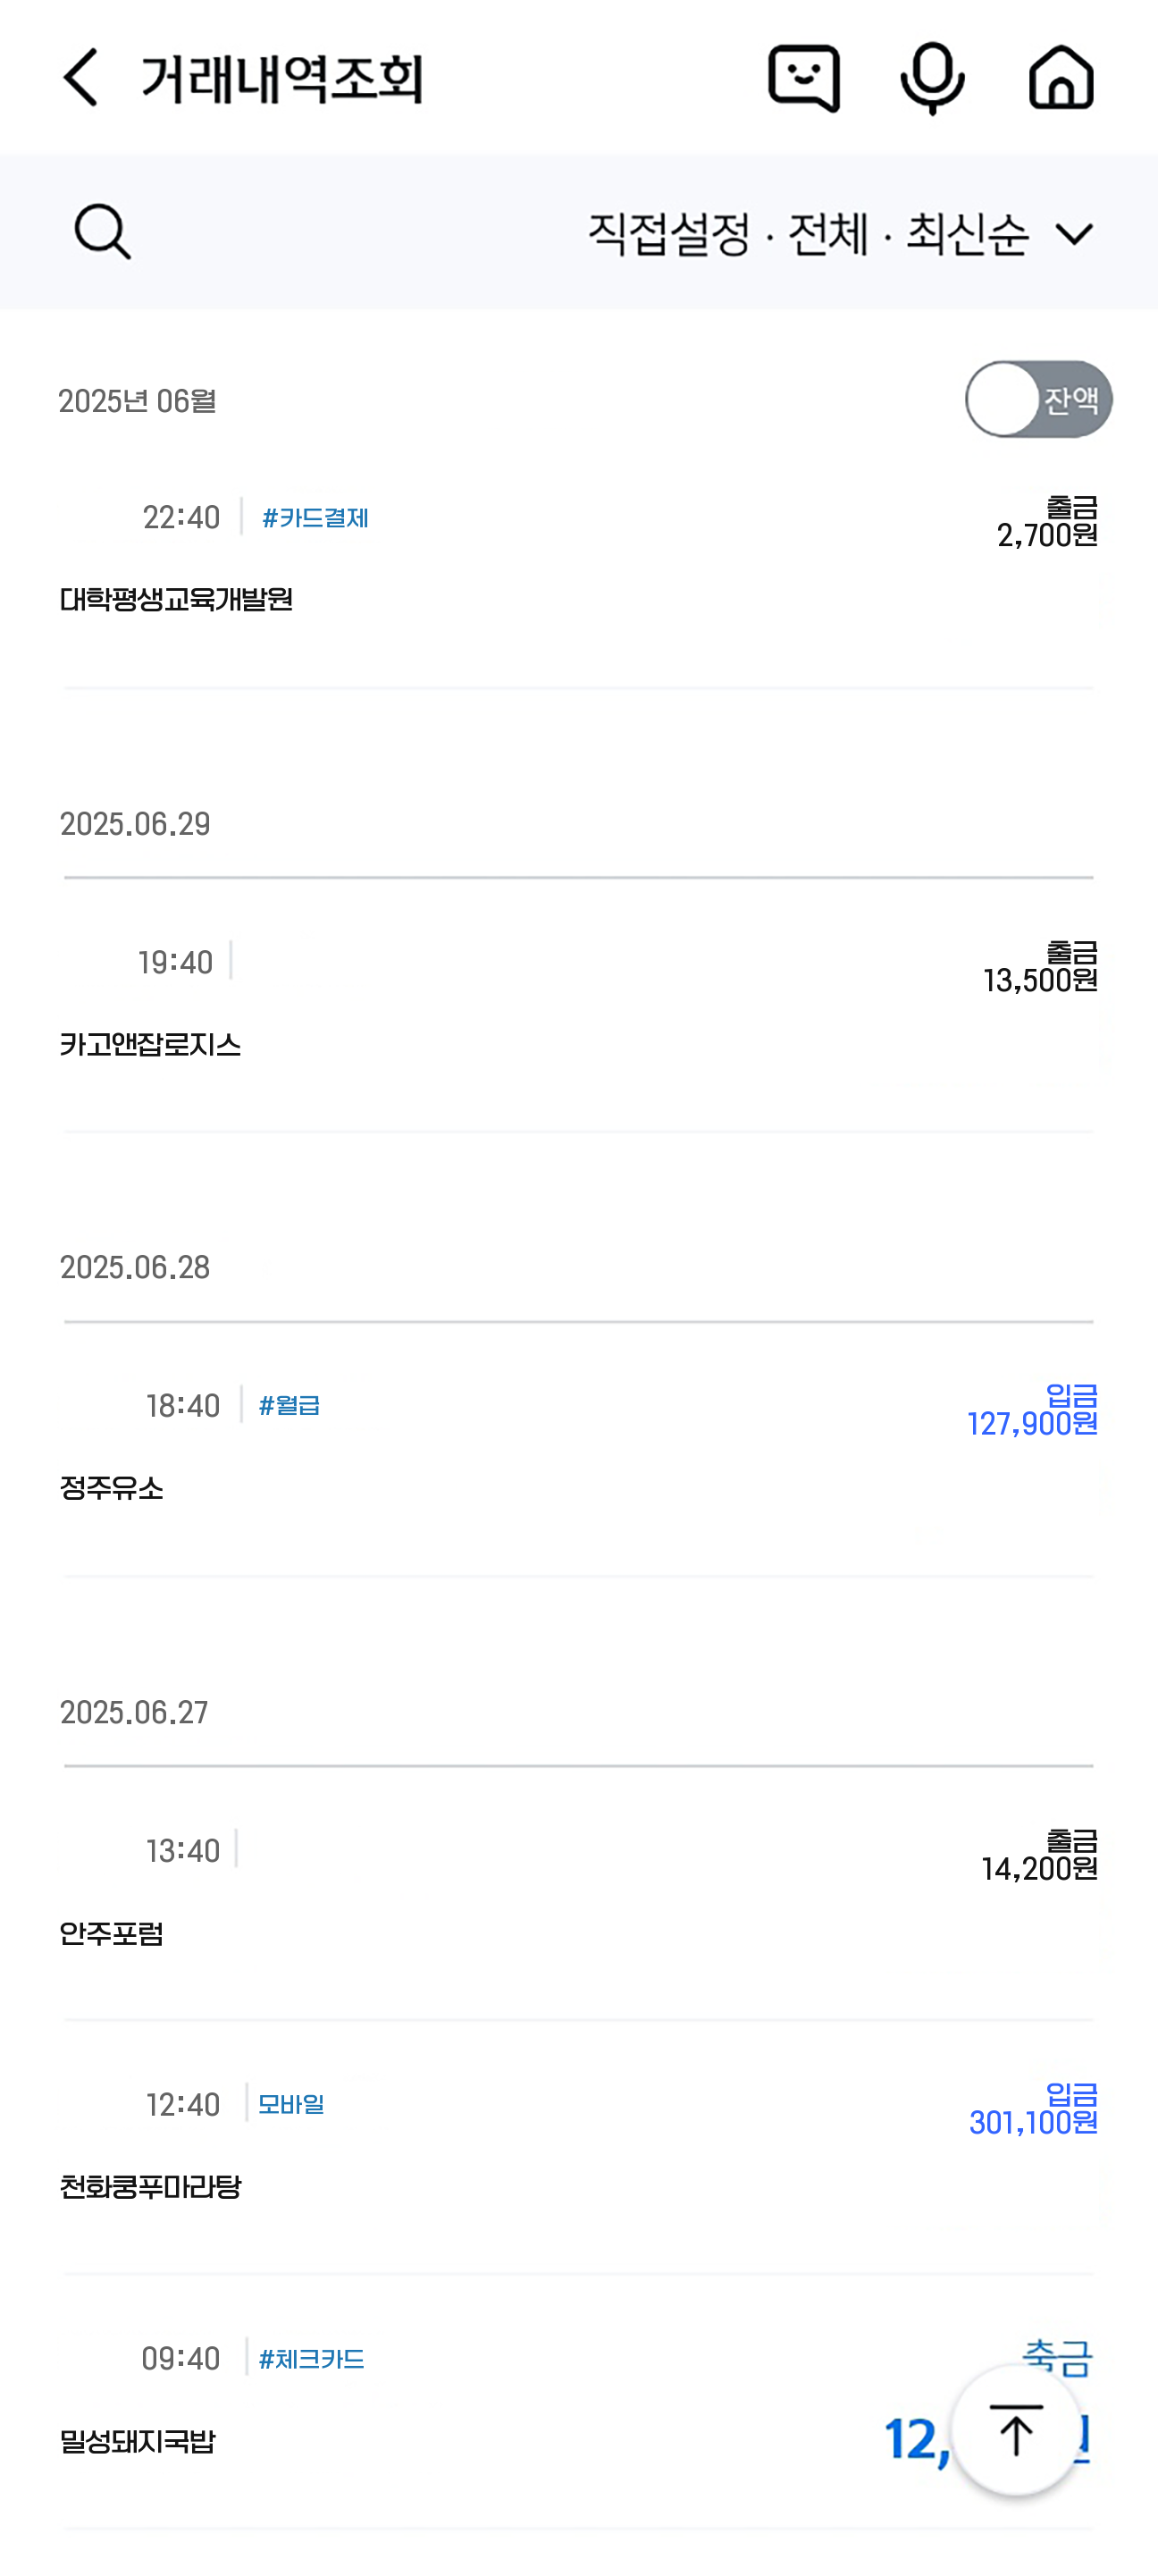 거래내역조회
직접설정 · 전체 · 최신순
2025년 06월
잔액
22:40 #카드결제
출금
2,700원
대학평생교육개발원
2025.06.29
19:40
출금
13,500원
카고앤잡로지스
2025.06.28
18:40 #월급
입금
127,900원
정주유소
2025.06.27
13:40
출금
14,200원
안주포럼
12:40 모바일
입금
301,100원
천화쿵푸마라탕
09:40 #체크카드
밀성돼지국밥
12,